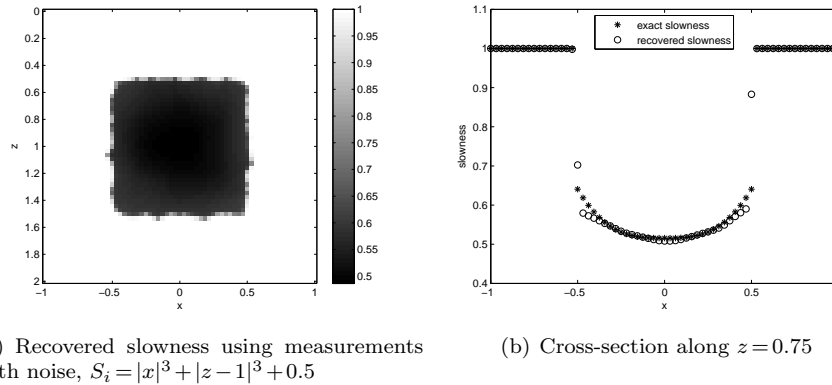 0
0.2
0.4
0.6
0.8
1
1.2
1.4
1.6
1.8
2
z
−1 −0.5 0 0.5 1
x
1
0.95
0.9
0.85
0.8
0.75
0.7
0.65
0.6
0.55
0.5
1.1
1
0.9
0.8
0.7
0.6
0.5
0.4
slowness
exact slowness
recovered slowness
−1 −0.5 0 0.5
x
) Recovered slowness using measurements
th noise, $S_i = |x|^3 + |z-1|^3 + 0.5$
(b) Cross-section along z = 0.75